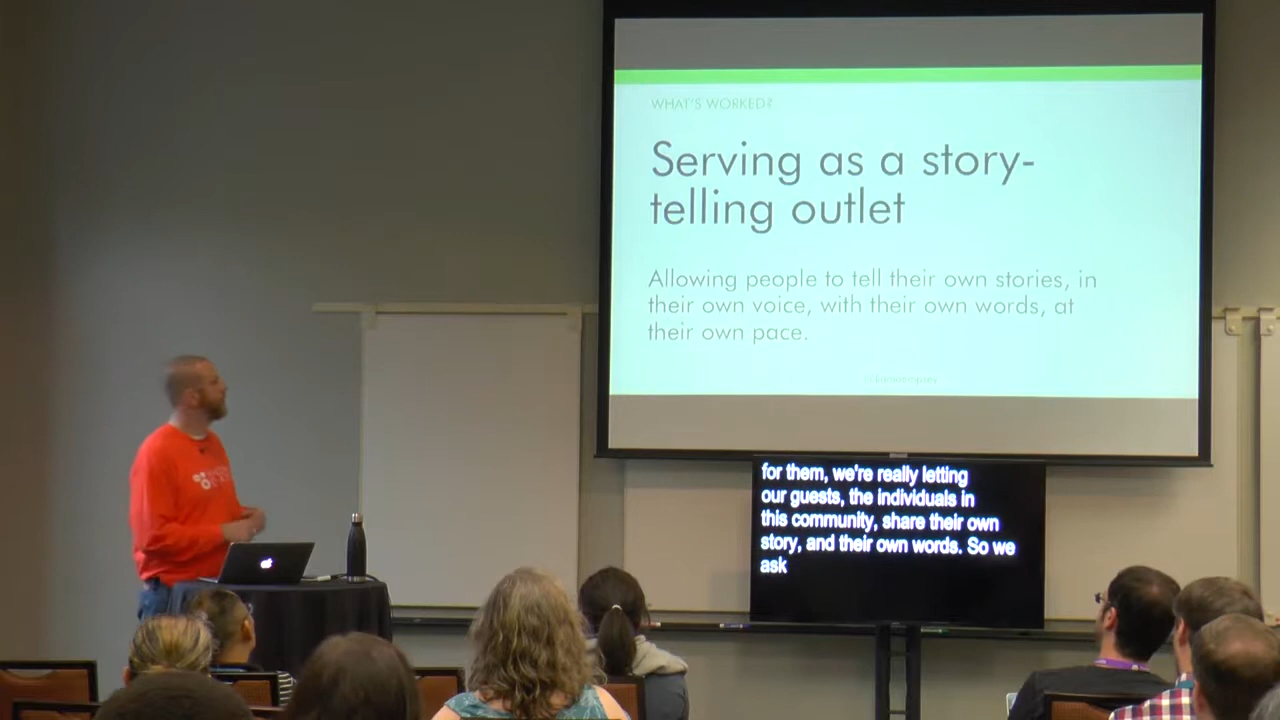 WHAT'S WORKED?
Serving as a story-
telling outlet
Allowing people to tell their own stories, in
their own voice, with their own words, at
their own pace.
for them, we're really letting
our guests, the individuals in
this community, share their own
story, and their own words. So we
ask